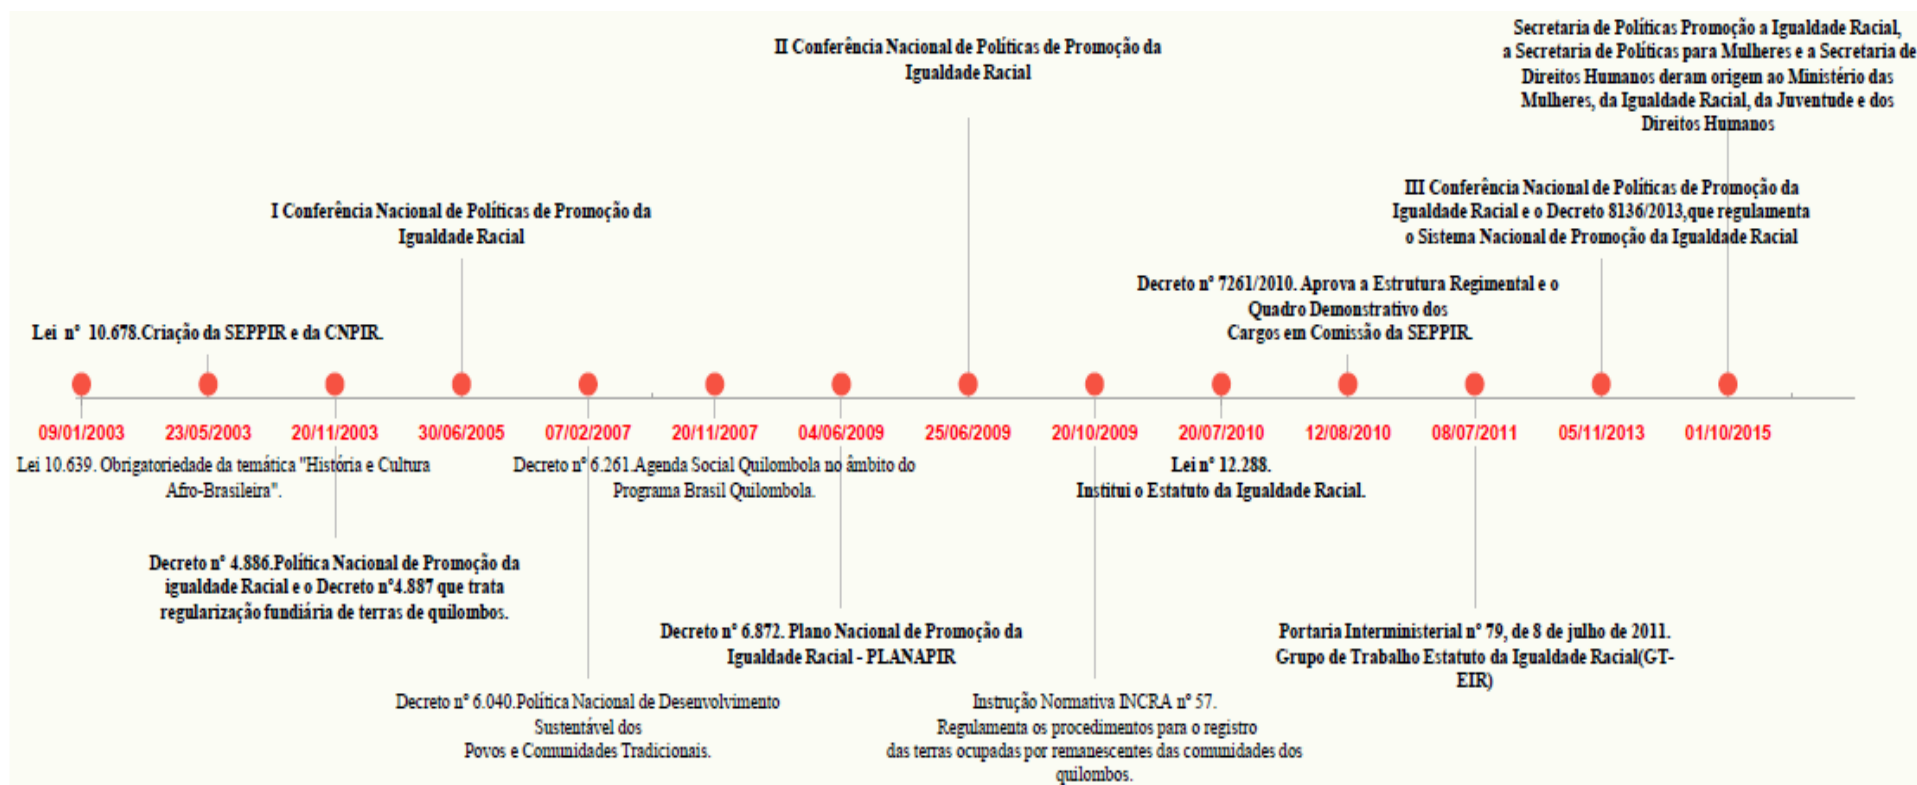 Secretaria de Políticas Promoção a Igualdade Racial,
a Secretaria de Políticas para Mulheres e a Secretaria de
Direitos Humanos deram origem ao Ministério das
Mulheres, da Igualdade Racial, da Juventude e dos
Direitos Humanos
II Conferência Nacional de Políticas de Promoção da
Igualdade Racial
III Conferência Nacional de Políticas de Promoção da
Igualdade Racial e o Decreto 8136/2013,que regulamenta
o Sistema Nacional de Promoção da Igualdade Racial
I Conferência Nacional de Políticas de Promoção da
Igualdade Racial
Decreto nº 7261/2010. Aprova a Estrutura Regimental e o
Quadro Demonstrativo dos
Cargos em Comissão da SEPPIR.
Lei nº 10.678.Criação da SEPPIR e da CNPIR.
09/01/2003 23/05/2003 20/11/2003 30/06/2005 07/02/2007 20/11/2007 04/06/2009 25/06/2009 20/10/2009 20/07/2010 12/08/2010 08/07/2011 05/11/2013 01/10/2015
Lei 10.639. Obrigatoriedade da temática "História e Cultura
Afro-Brasileira".
Decreto nº 6.261.Agenda Social Quilombola no âmbito do
Programa Brasil Quilombola.
Lei nº 12.288.
Institui o Estatuto da Igualdade Racial.
Decreto nº 4.886.Política Nacional de Promoção da
igualdade Racial e o Decreto nº4.887 que trata
regularização fundiária de terras de quilombos.
Decreto nº 6.872. Plano Nacional de Promoção da
Igualdade Racial - PLANAPIR
Portaria Interministerial nº 79, de 8 de julho de 2011.
Grupo de Trabalho Estatuto da Igualdade Racial(GT-
EIR)
Decreto nº 6.040.Política Nacional de Desenvolvimento
Sustentável dos
Povos e Comunidades Tradicionais.
Instrução Normativa INCRA nº 57.
Regulamenta os procedimentos para o registro
das terras ocupadas por remanescentes das comunidades dos
quilombos.